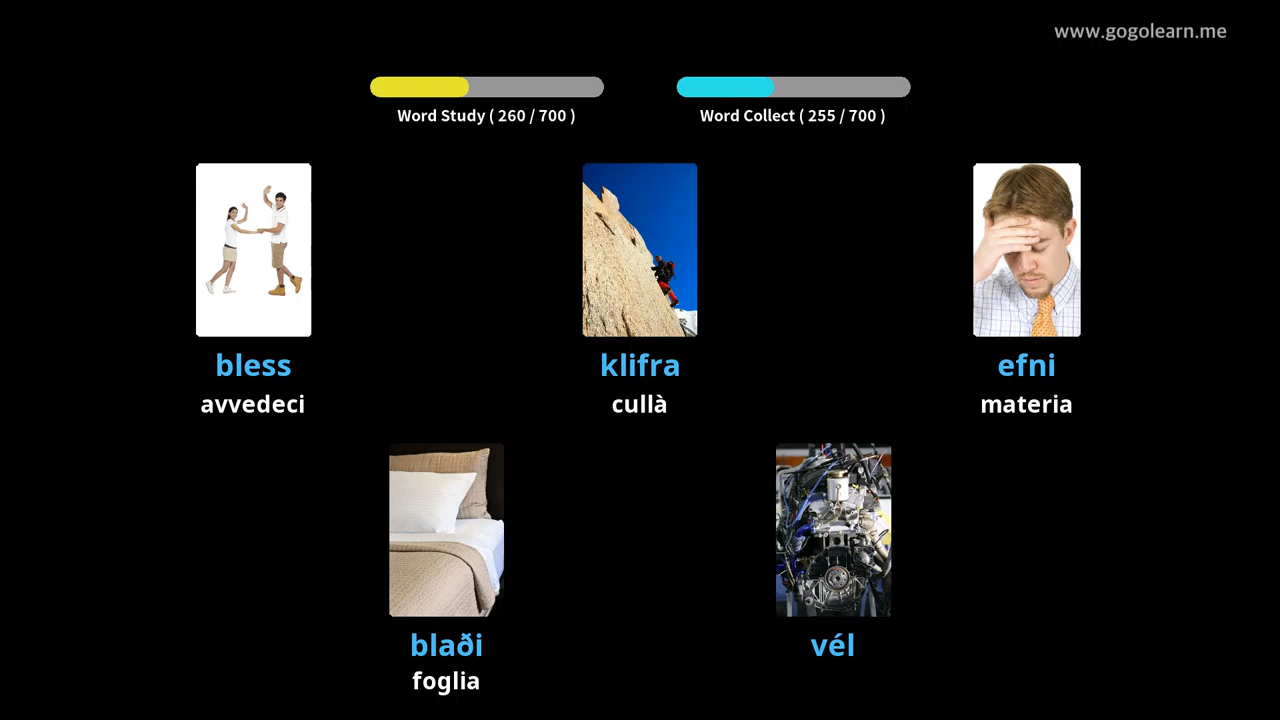 www.gogolearn.me
Word Study ( 260 / 700 )
Word Collect ( 255 / 700 )
bless
avvedeci
klifra
cullà
efni
materia
blaði
foglia
vél